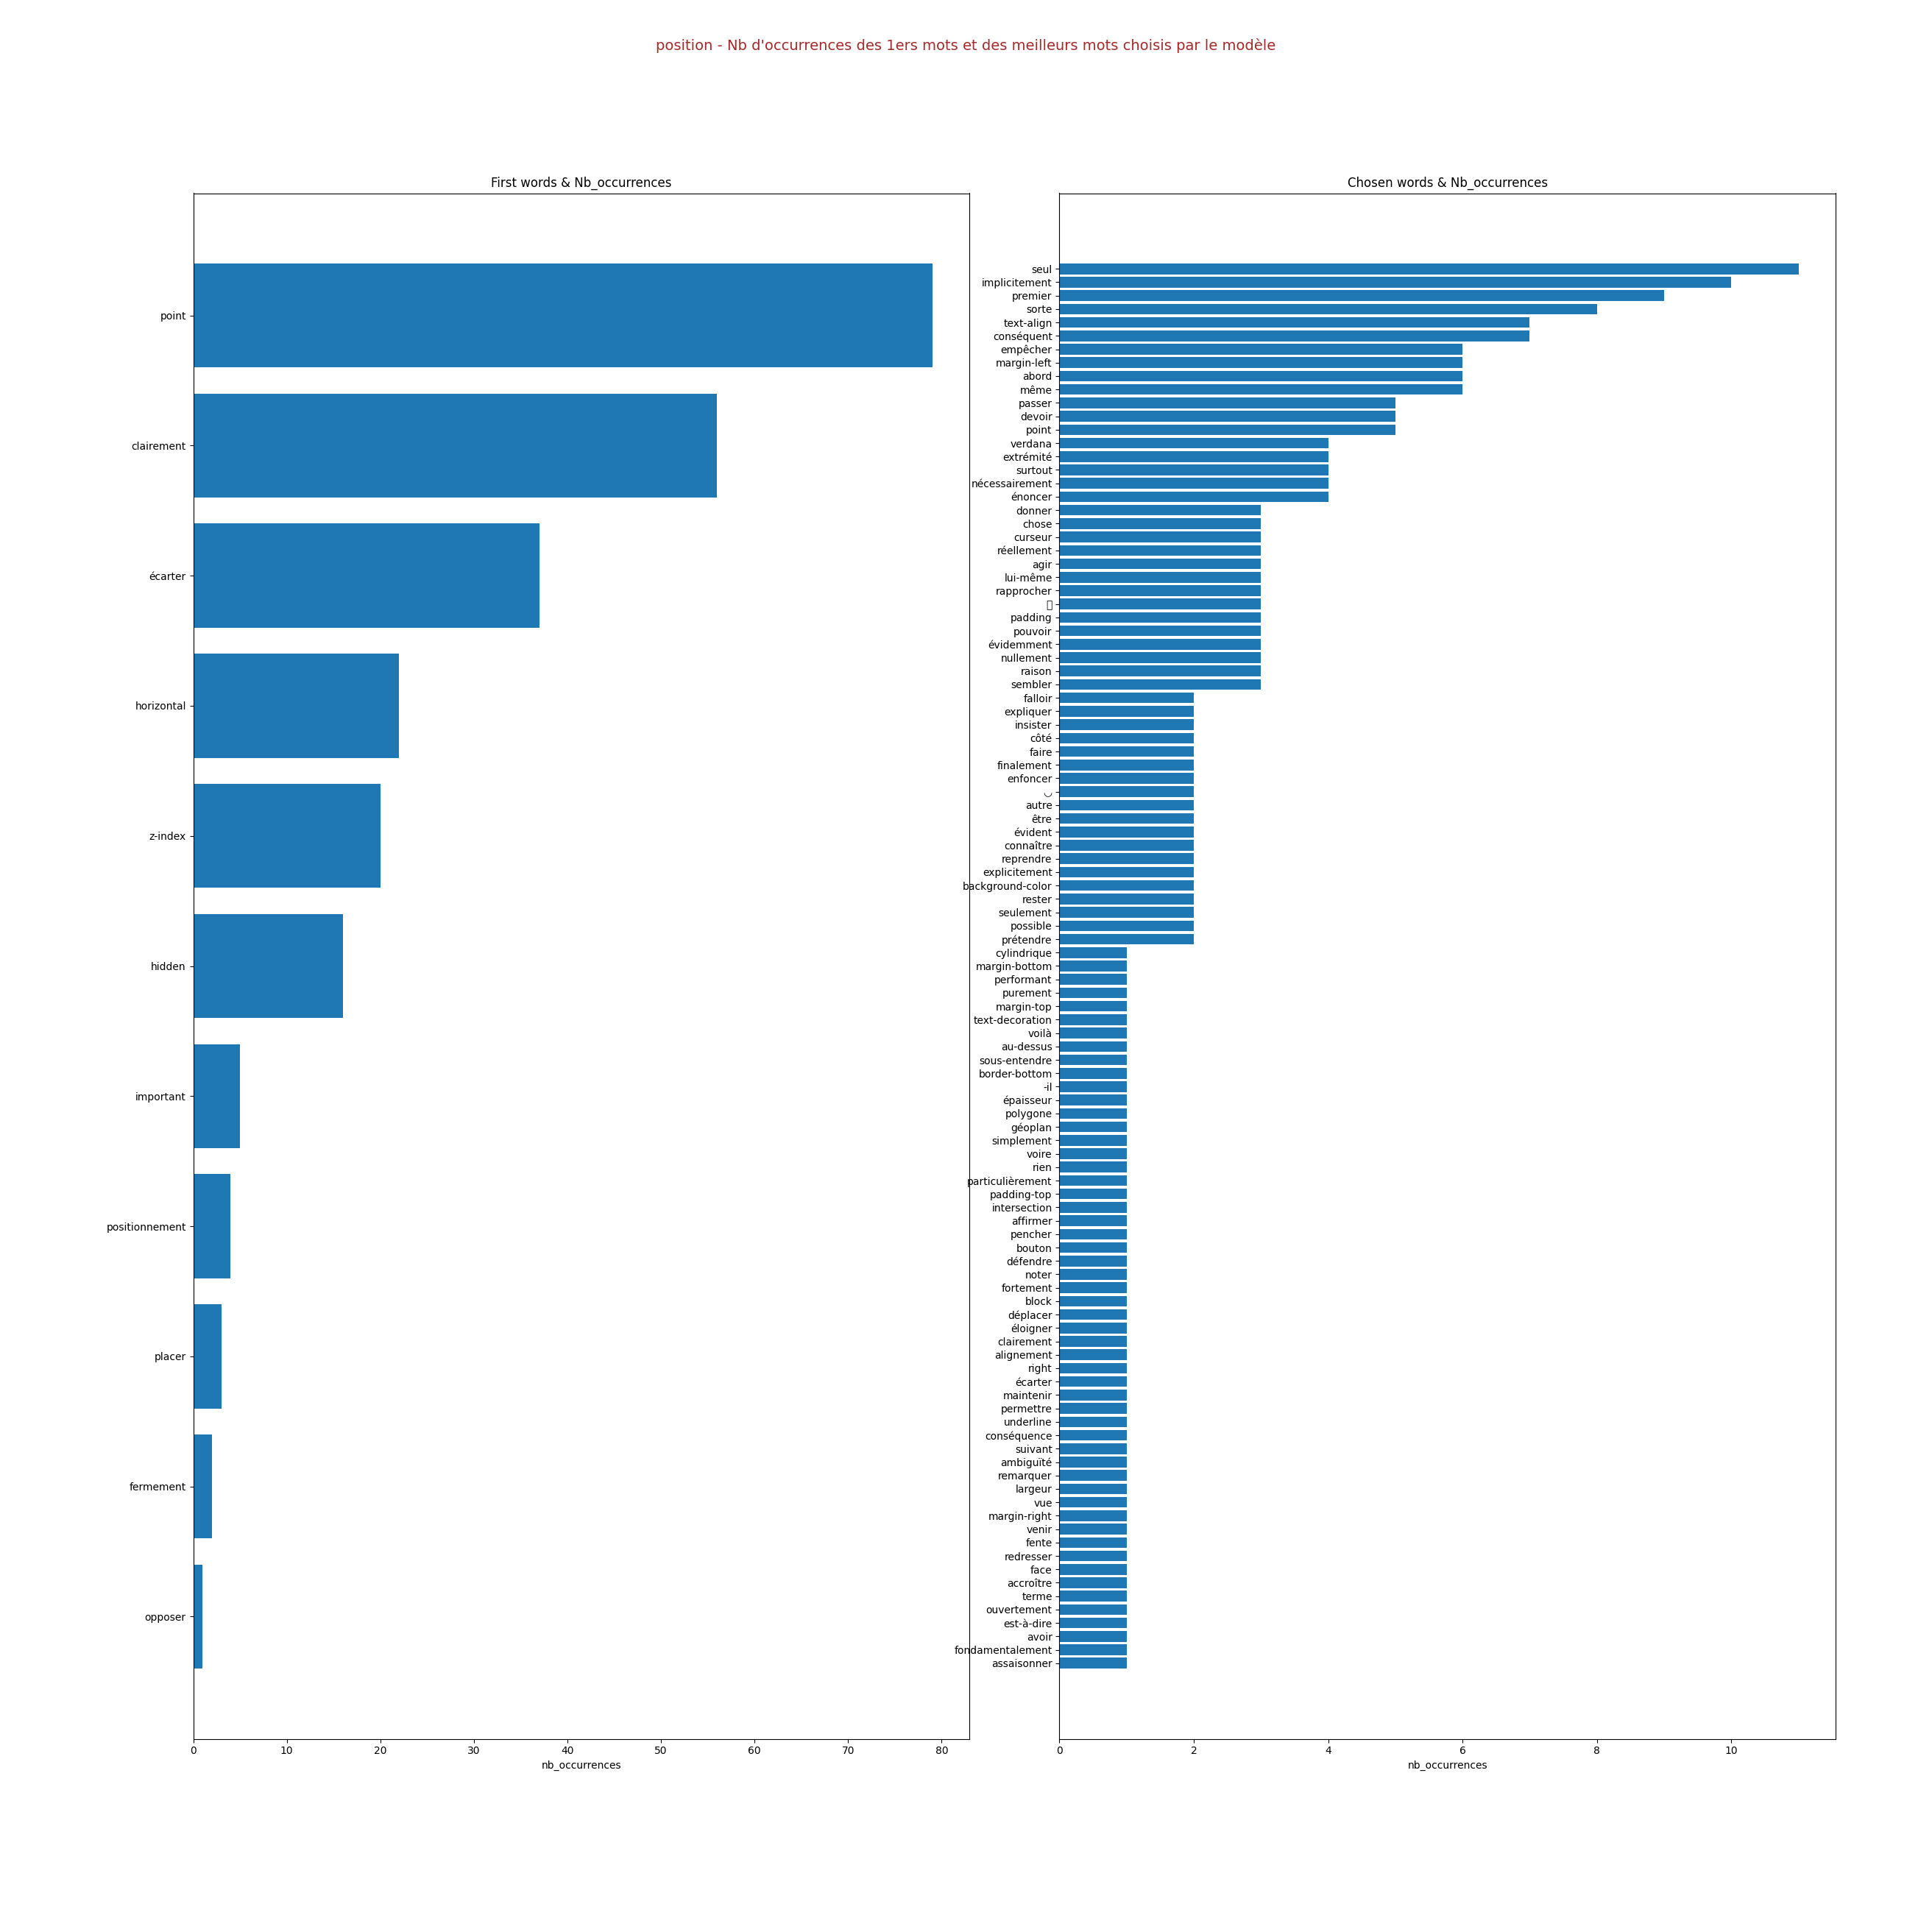 position - Nb d'occurrences des 1ers mots et des meilleurs mots choisis par le modèle
First words & Nb_occurrences
point
clairement
écarter
horizontal
z-index
hidden
important
positionnement
placer
fermement
opposer
0 10 20 30 40 50 60 70 80
nb_occurrences
Chosen words & Nb_occurrences
seul
implicitement
premier
sorte
text-align
conséquent
empêcher
margin-left
abord
même
passer
devoir
point
verdana
extrémité
surtout
nécessairement
énoncer
donner
chose
curseur
réellement
agir
lui-même
rapprocher
padding
pouvoir
évidemment
nullement
raison
sembler
falloir
expliquer
insister
côté
faire
finalement
enfoncer
autre
être
évident
connaître
reprendre
explicitement
background-color
rester
seulement
possible
prétendre
cylindrique
margin-bottom
performant
purement
margin-top
text-decoration
voilà
au-dessus
sous-entendre
border-bottom
-il
épaisseur
polygone
géoplan
simplement
voire
rien
particulièrement
padding-top
intersection
affirmer
pencher
bouton
défendre
noter
fortement
block
déplacer
éloigner
clairement
alignement
right
écarter
maintenir
permettre
underline
conséquence
suivant
ambiguïté
remarquer
largeur
vue
margin-right
venir
fente
redresser
face
accroître
terme
ouvertement
est-à-dire
avoir
fondamentalement
assaisonner
0 2 4 6 8 10
nb_occurrences